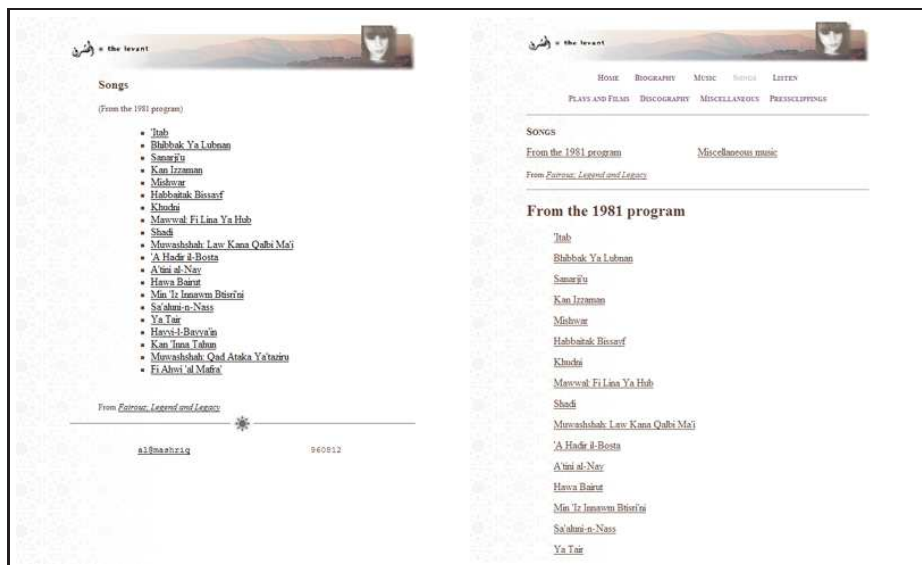 المشرق = the levant
Songs
(From the 1981 program)
'Itab
Bhibbak Ya Lubnan
Sanarji'u
Kan Izzaman
Mishwar
Habbaitak Bissayf
Khudni
Mawwal: Fi Lina Ya Hub
Shadi
Muwashshah: Law Kana Qalbi Ma'i
'A Hadir il-Bosta
A'tini al-Nay
Hawa Bairut
Min 'Iz Innawm Btisri'ni
Sa'aluni-n-Nass
Ya Tair
Hayyi-l-Bayya'in
Kan 'Inna Tahun
Muwashshah: Qad Ataka Ya'taziru
Fi Ahwi 'al Mafra'
From Fairouz, Legend and Legacy
al@mashriq 960812
المشرق = the levant
Home Biography Music Songs Listen
Plays and Films Discography Miscellaneous Pressclippings
Songs
From the 1981 program Miscellaneous music
From Fairouz, Legend and Legacy
From the 1981 program
'Itab
Bhibbak Ya Lubnan
Sanarji'u
Kan Izzaman
Mishwar
Habbaitak Bissayf
Khudni
Mawwal: Fi Lina Ya Hub
Shadi
Muwashshah: Law Kana Qalbi Ma'i
'A Hadir il-Bosta
A'tini al-Nay
Hawa Bairut
Min 'Iz Innawm Btisri'ni
Sa'aluni-n-Nass
Ya Tair